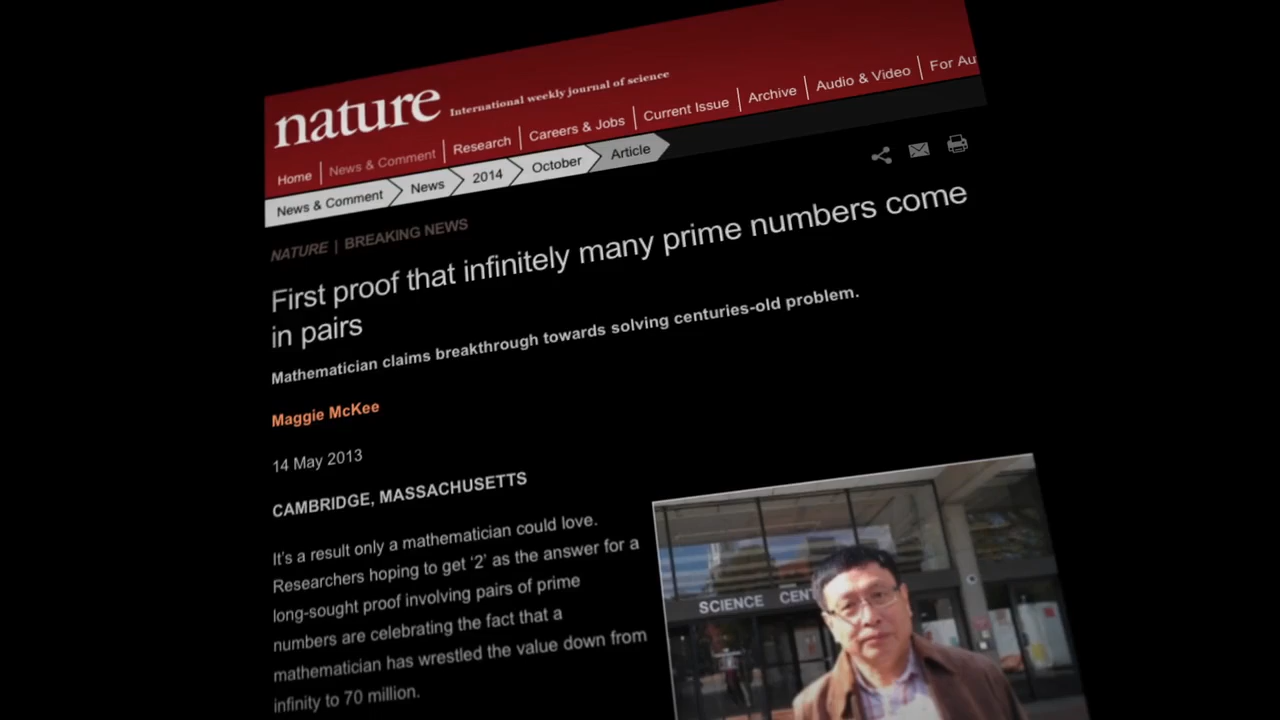 nature International weekly journal of science
Home | News & Comment | Research | Careers & Jobs | Current Issue | Archive | Audio & Video | For Au
News & Comment News 2014 October Article
NATURE | BREAKING NEWS
First proof that infinitely many prime numbers come
in pairs
Mathematician claims breakthrough towards solving centuries-old problem.
Maggie McKee
14 May 2013
CAMBRIDGE, MASSACHUSETTS
It's a result only a mathematician could love.
Researchers hoping to get ‘2’ as the answer for a
long-sought proof involving pairs of prime
numbers are celebrating the fact that a
mathematician has wrestled the value down from
infinity to 70 million.
SCIENCE CENT